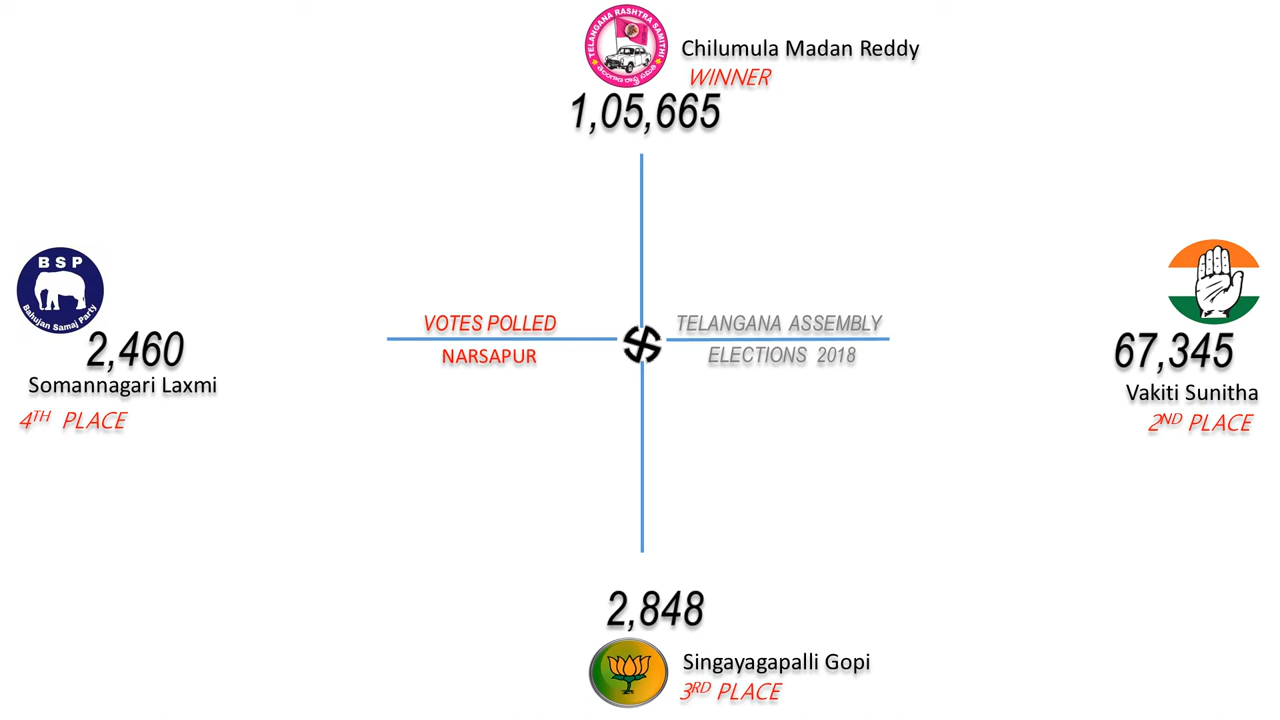 TELANGANA RASHTRA SAMITHI
తెలంగాణ రాష్ట్ర సమితి
Chilumula Madan Reddy
WINNER
1,05,665
BSP
Bahujan Samaj Party
2,460
Somannagari Laxmi
4TH PLACE
VOTES POLLED
NARSAPUR
TELANGANA ASSEMBLY
ELECTIONS 2018
67,345
Vakiti Sunitha
2ND PLACE
2,848
Singayagapalli Gopi
3RD PLACE